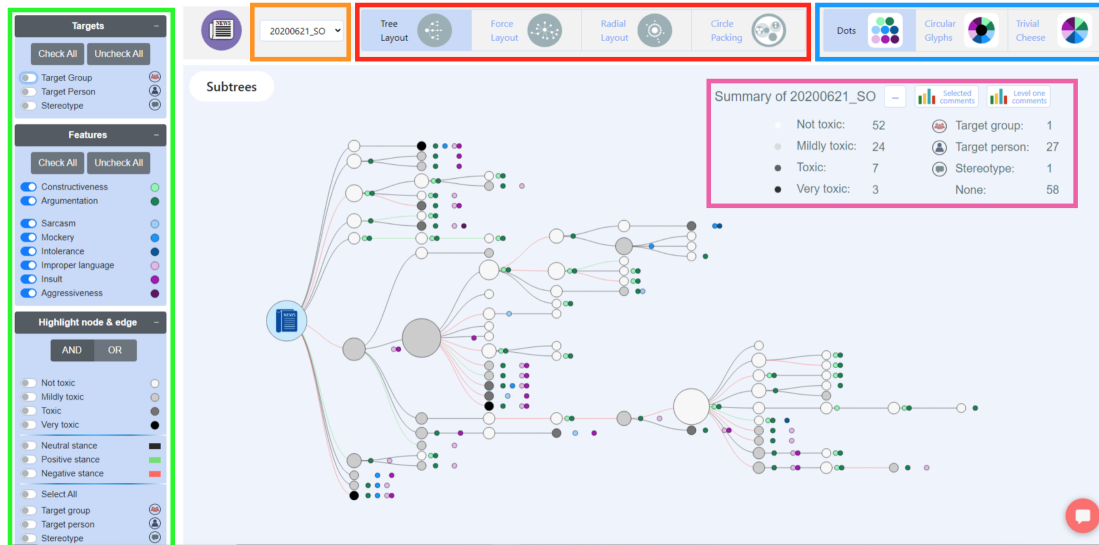 Targets –
Check All Uncheck All
Target Group
Target Person
Stereotype
Features –
Check All Uncheck All
Constructiveness
Argumentation
Sarcasm
Mockery
Intolerance
Improper language
Insult
Aggressiveness
Highlight node & edge –
AND OR
Not toxic
Mildly toxic
Toxic
Very toxic
Neutral stance
Positive stance
Negative stance
Select All
Target group
Target person
Stereotype
NEWS
20200621_SO
Tree
Layout
Force
Layout
Radial
Layout
Circle
Packing
Dots
Circular
Glyphs
Trivial
Cheese
Subtrees
Summary of 20200621_SO –
Selected
comments
Level one
comments
Not toxic: 52 Target group: 1
Mildly toxic: 24 Target person: 27
Toxic: 7 Stereotype: 1
Very toxic: 3 None: 58
NEWS